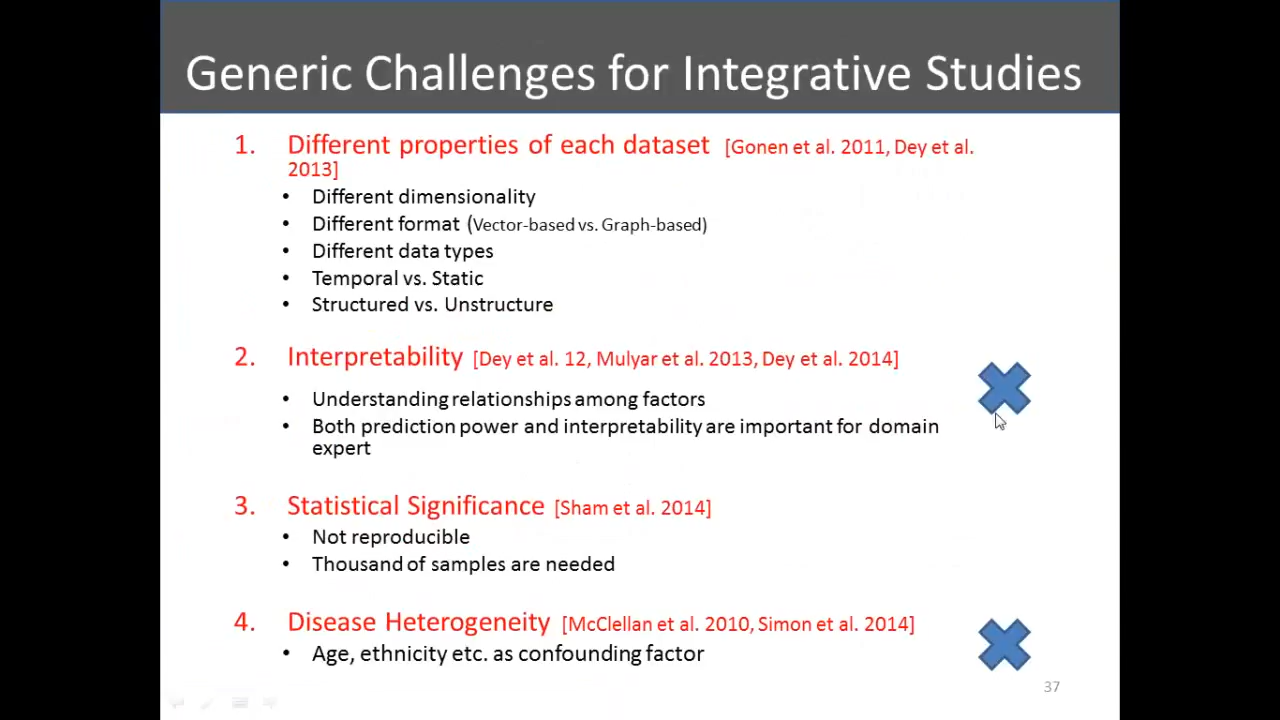 Generic Challenges for Integrative Studies
1. Different properties of each dataset [Gonen et al. 2011, Dey et al.
2013]
• Different dimensionality
• Different format (Vector-based vs. Graph-based)
• Different data types
• Temporal vs. Static
• Structured vs. Unstructure
2. Interpretability [Dey et al. 12, Mulyar et al. 2013, Dey et al. 2014]
• Understanding relationships among factors
• Both prediction power and interpretability are important for domain
expert
3. Statistical Significance [Sham et al. 2014]
• Not reproducible
• Thousand of samples are needed
4. Disease Heterogeneity [McClellan et al. 2010, Simon et al. 2014]
• Age, ethnicity etc. as confounding factor
37